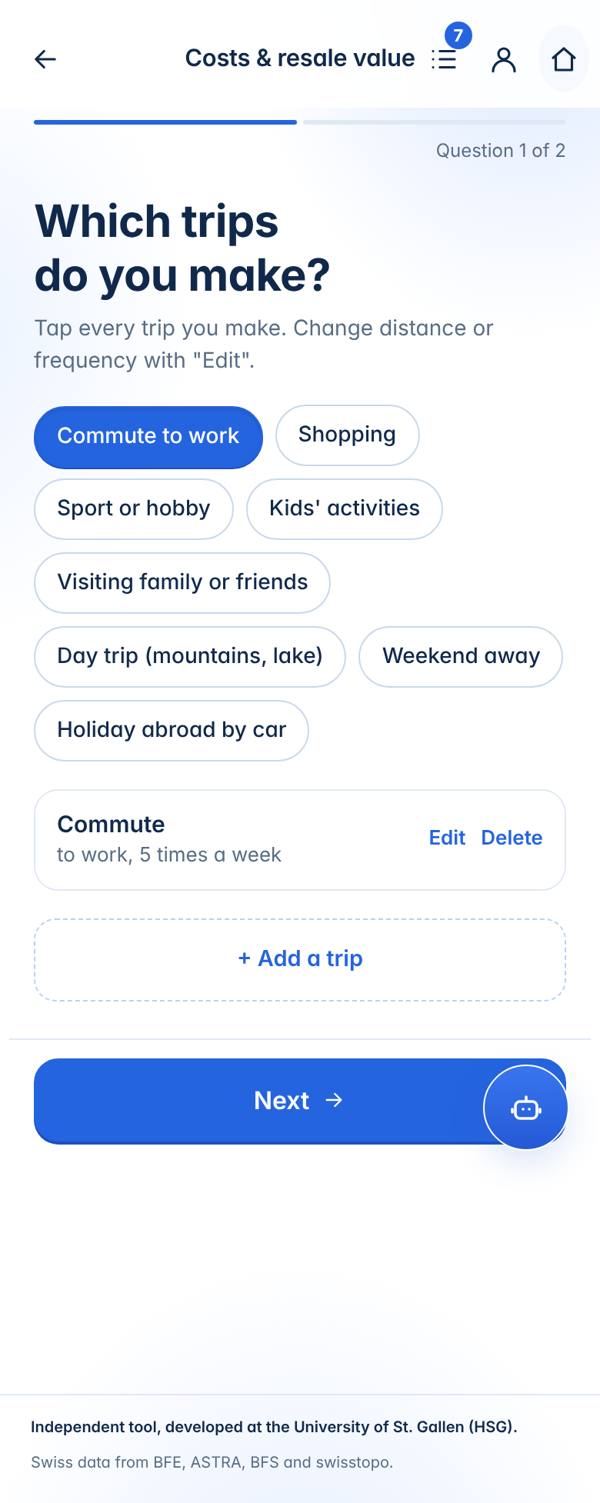 Costs & resale value
7
Question 1 of 2
Which trips
do you make?
Tap every trip you make. Change distance or
frequency with "Edit".
Commute to work
Shopping
Sport or hobby
Kids' activities
Visiting family or friends
Day trip (mountains, lake)
Weekend away
Holiday abroad by car
Commute
to work, 5 times a week
Edit
Delete
+ Add a trip
Next →
Independent tool, developed at the University of St. Gallen (HSG).
Swiss data from BFE, ASTRA, BFS and swisstopo.